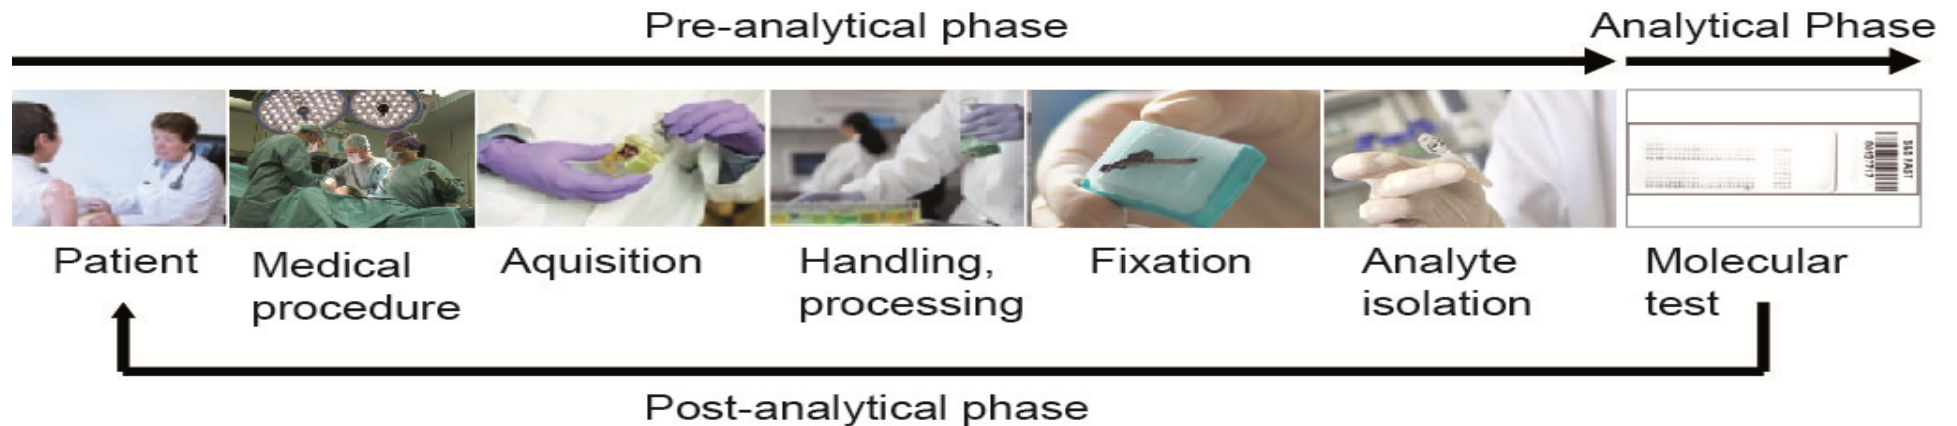 Pre-analytical phase
Analytical Phase
Patient
Medical
procedure
Aquisition
Handling,
processing
Fixation
Analyte
isolation
Molecular
test
Post-analytical phase